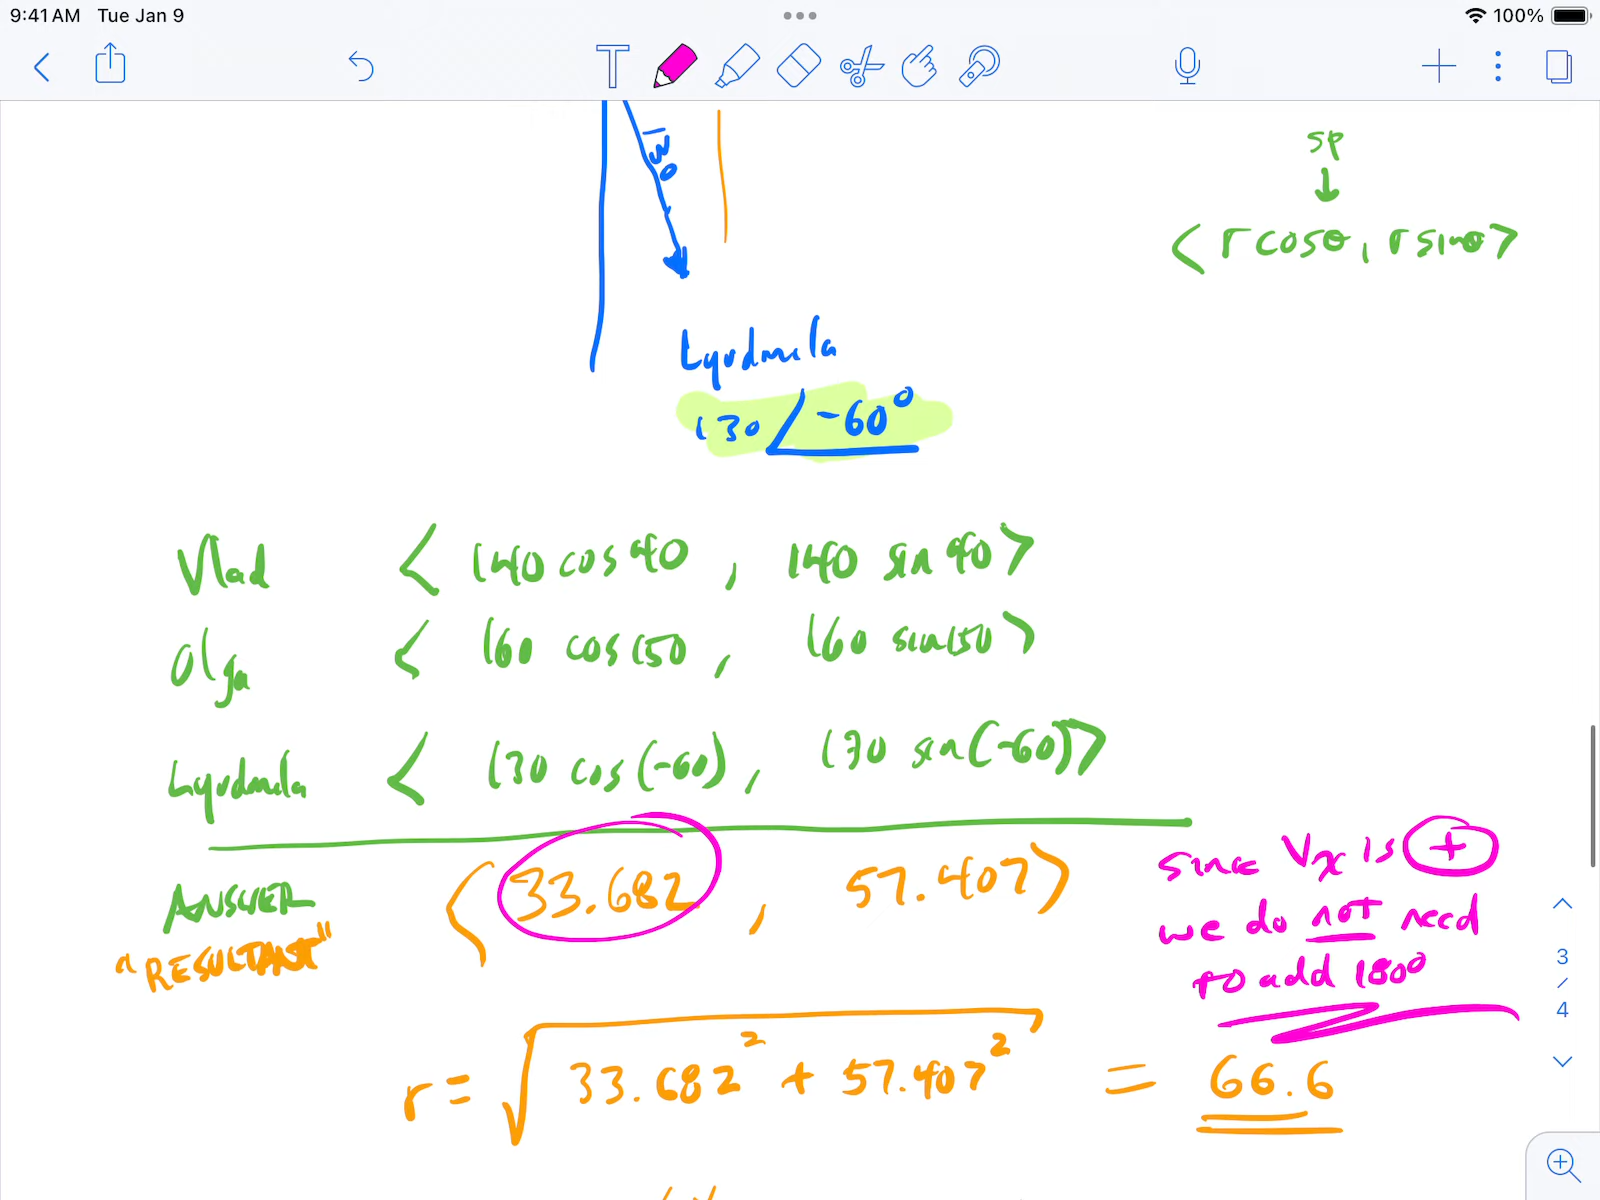 9:41 AM Tue Jan 9
100%
w̅₀
sp
↓
< r cosθ, r sinθ >
Lyudmila
130 ∠-60°
Vlad < 140 cos 40 , 140 sin 40 >
Olga < 160 cos 150 , 160 sin 150 >
Lyudmila < 130 cos(-60) , 130 sin(-60) >
ANSWER < 33.682 , 57.407 >
"RESULTANT"
since Vx is +
we do not need
to add 180°
3
/
4
r = √33.682² + 57.407² = 66.6